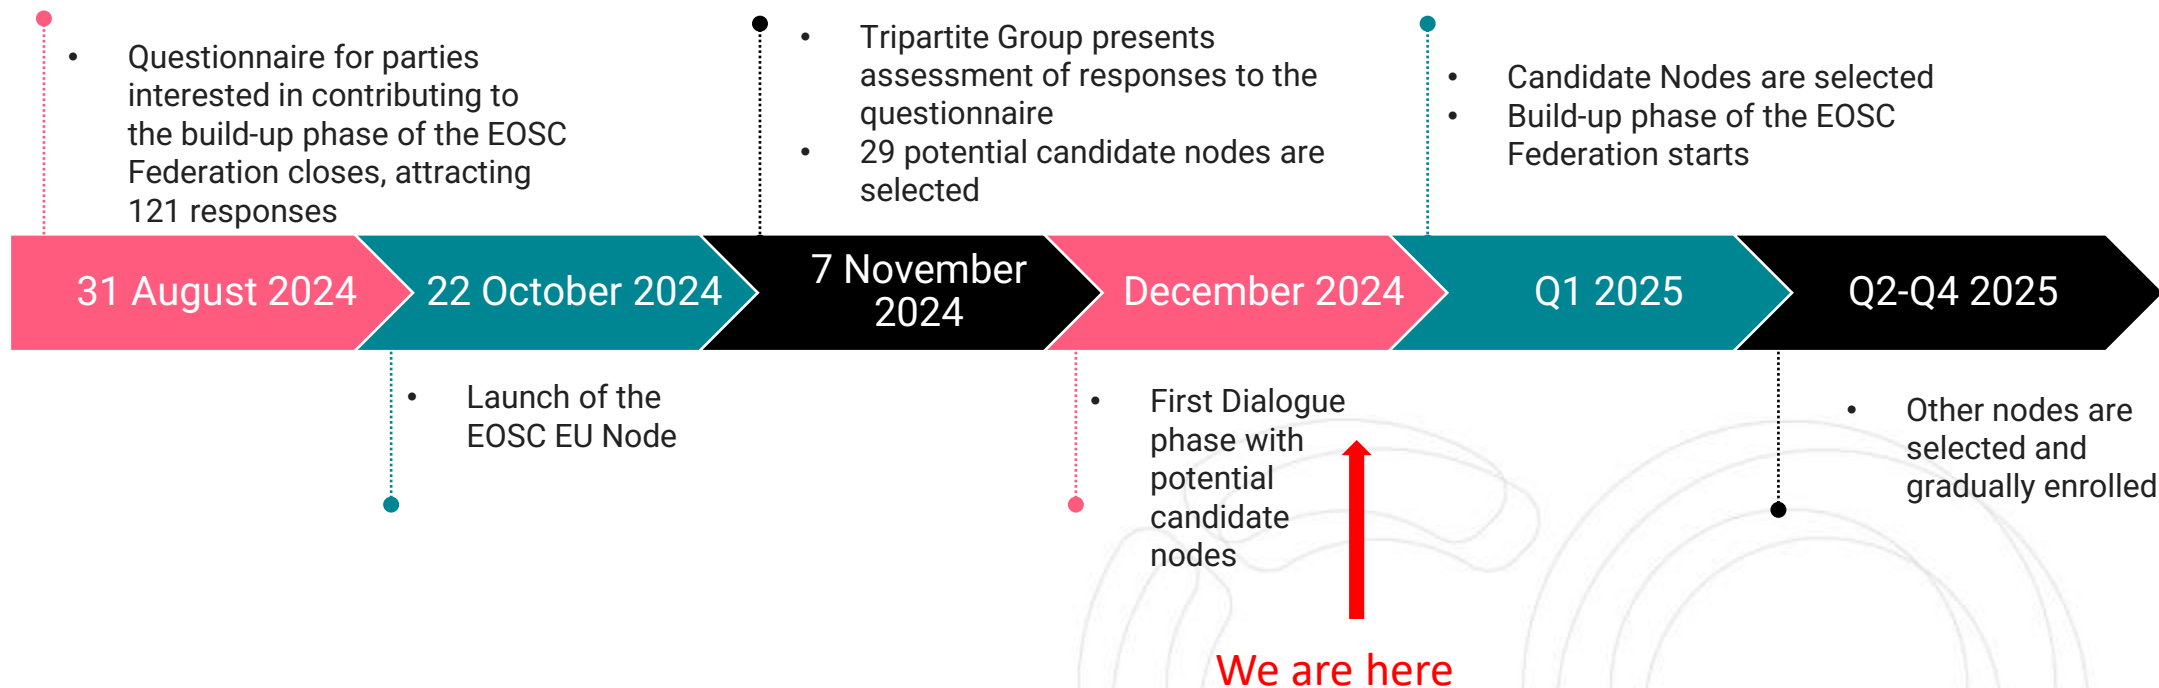 • Questionnaire for parties
interested in contributing to
the build-up phase of the EOSC
Federation closes, attracting
121 responses
• Tripartite Group presents
assessment of responses to the
questionnaire
• 29 potential candidate nodes are
selected
• Candidate Nodes are selected
• Build-up phase of the EOSC
Federation starts
31 August 2024
22 October 2024
7 November
2024
December 2024
Q1 2025
Q2-Q4 2025
• Launch of the
EOSC EU Node
• First Dialogue
phase with
potential
candidate
nodes
• Other nodes are
selected and
gradually enrolled
We are here